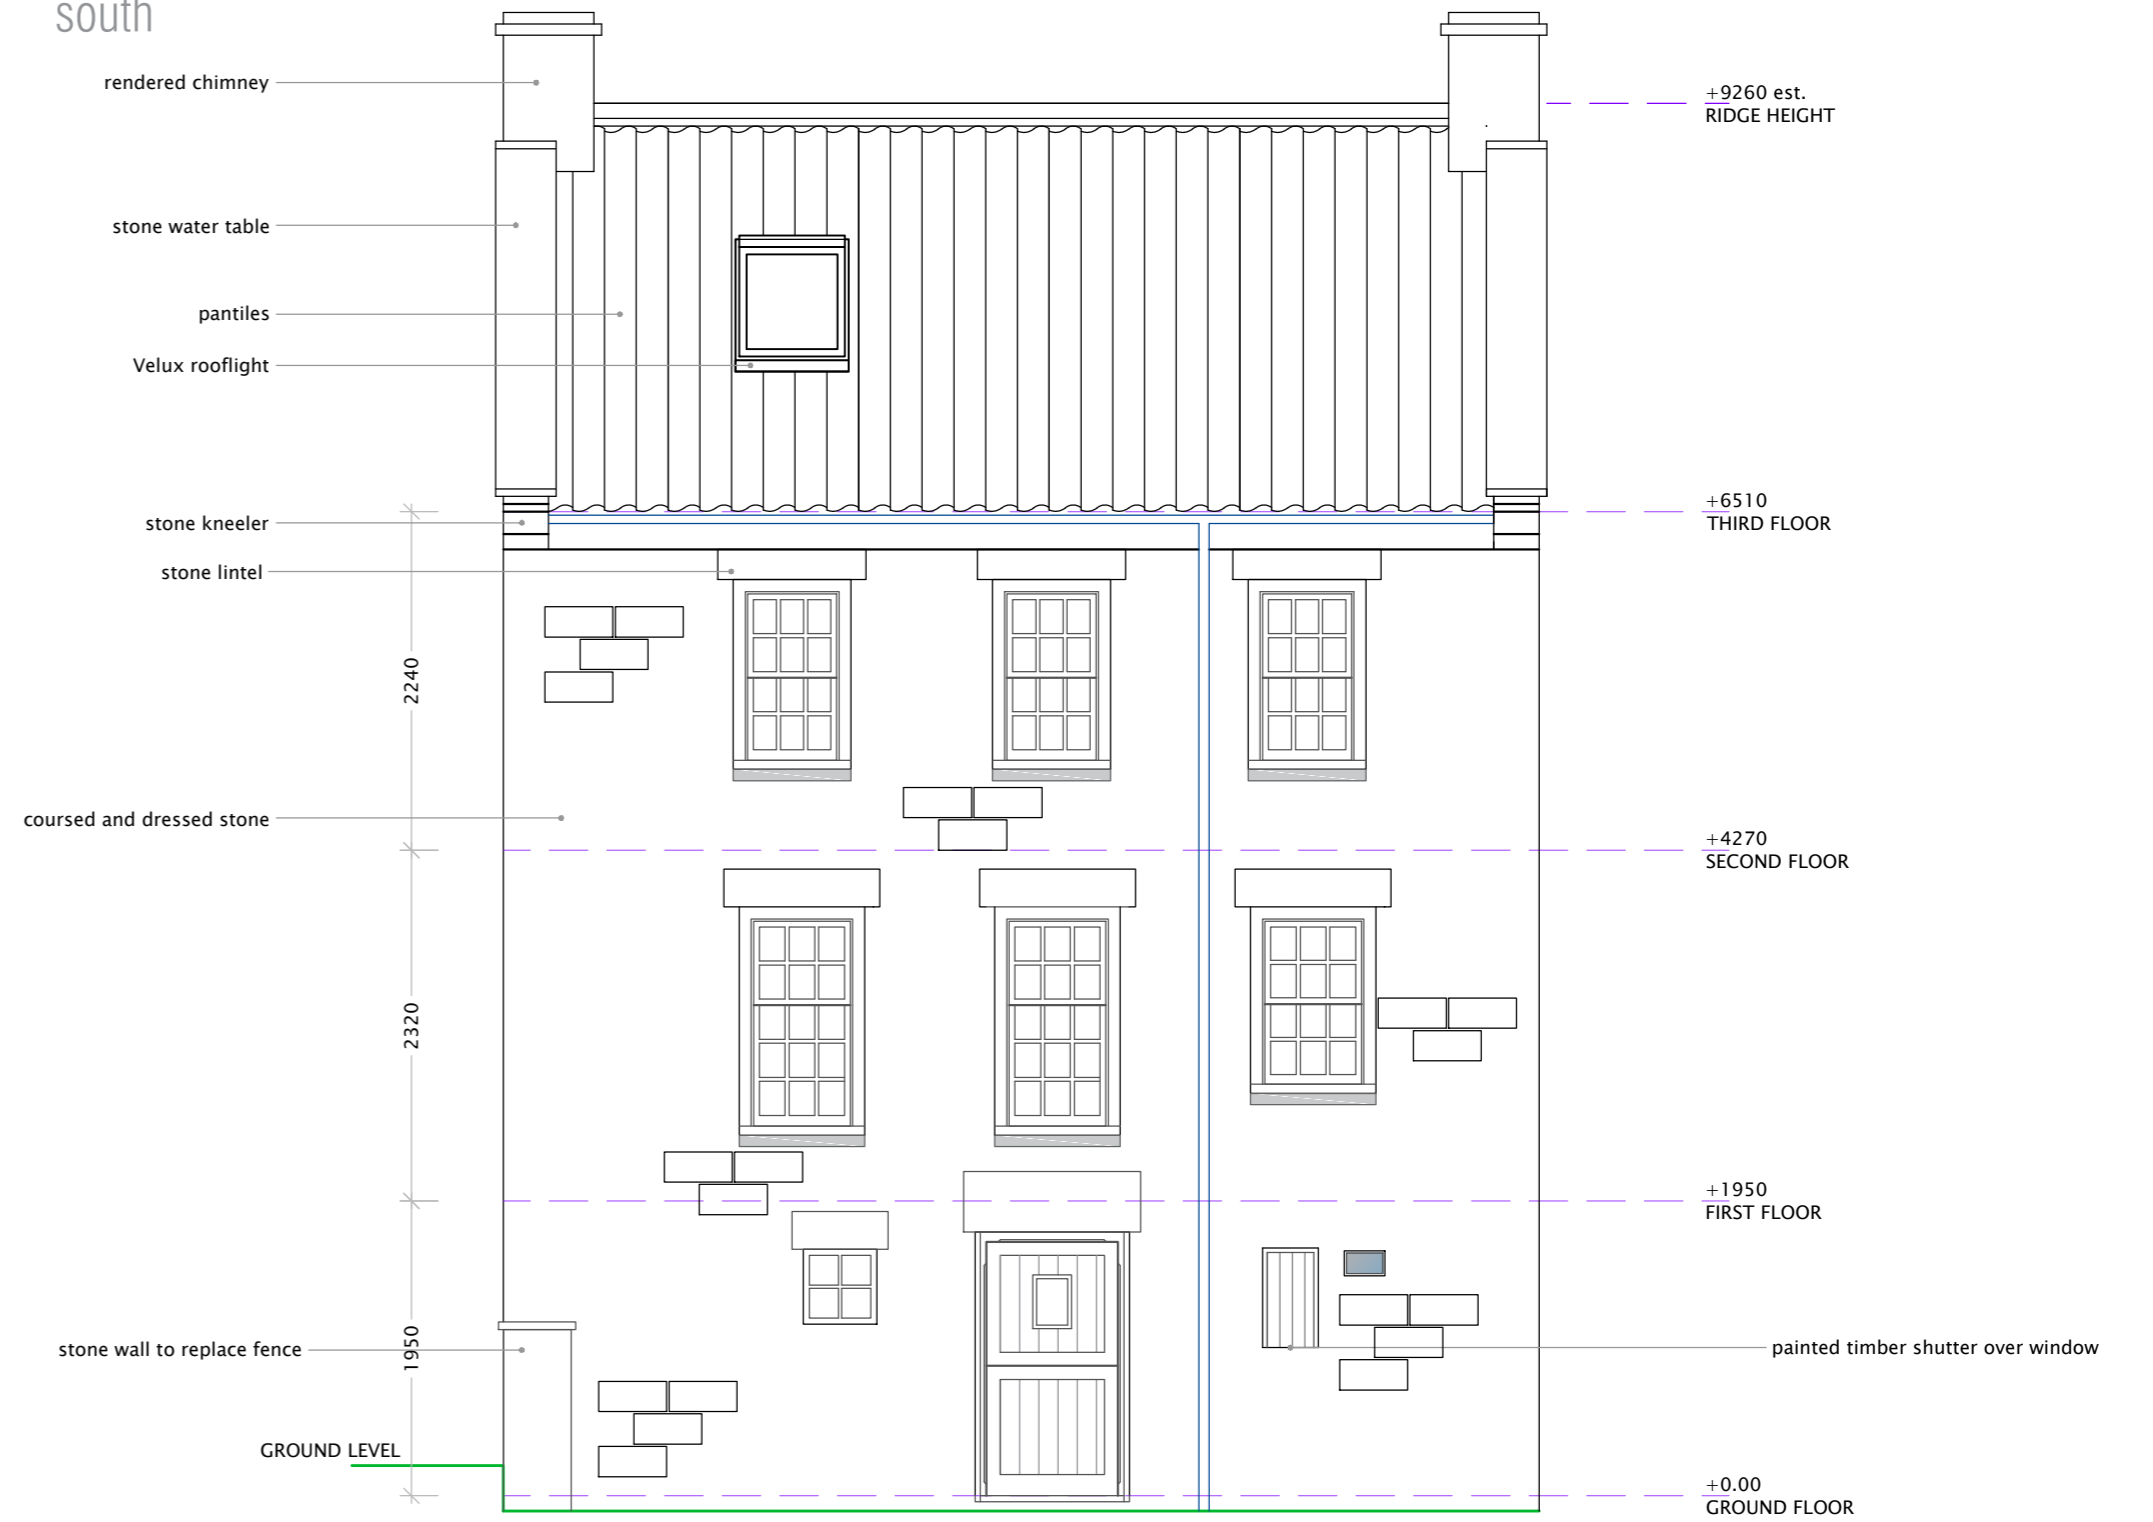 south
rendered chimney
+9260 est.
RIDGE HEIGHT
stone water table
pantiles
Velux rooflight
+6510
THIRD FLOOR
stone kneeler
stone lintel
2240
coursed and dressed stone
+4270
SECOND FLOOR
2320
+1950
FIRST FLOOR
1950
stone wall to replace fence
painted timber shutter over window
GROUND LEVEL
+0.00
GROUND FLOOR